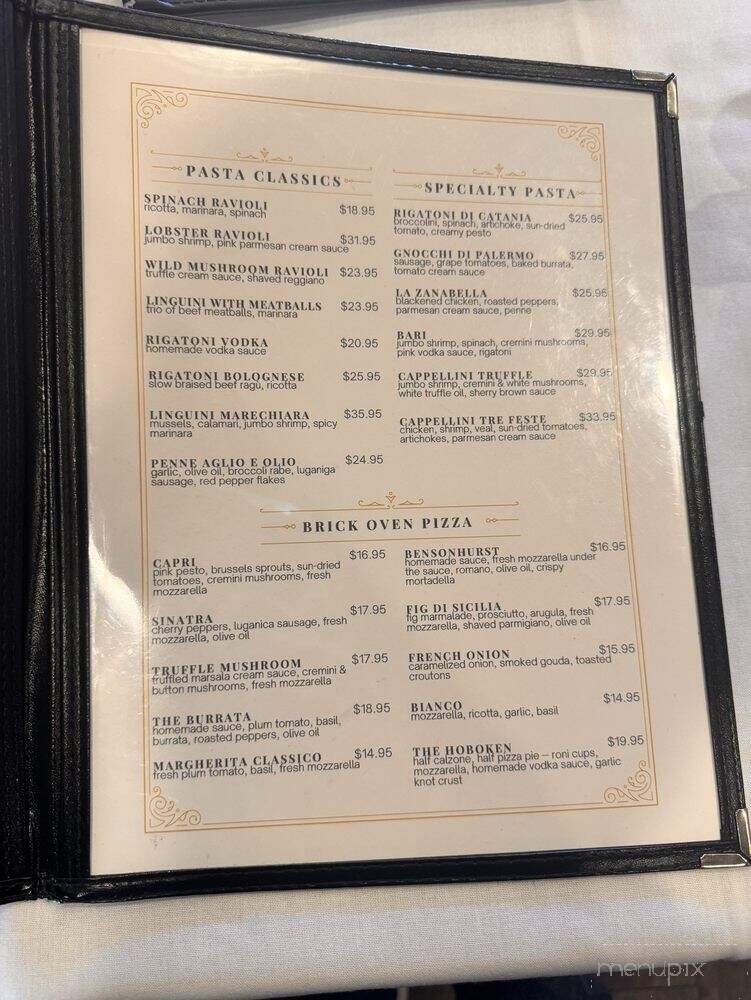 PASTA CLASSICS
SPINACH RAVIOLI $18.95
ricotta, marinara, spinach
LOBSTER RAVIOLI $31.95
jumbo shrimp, pink parmesan cream sauce
WILD MUSHROOM RAVIOLI $23.95
truffle cream sauce, shaved reggiano
LINGUINI WITH MEATBALLS $23.95
trio of beef meatballs, marinara
RIGATONI VODKA $20.95
homemade vodka sauce
RIGATONI BOLOGNESE $25.95
slow braised beef ragu, ricotta
LINGUINI MARECHIARA $35.95
mussels, calamari, jumbo shrimp, spicy
marinara
PENNE AGLIO E OLIO $24.95
garlic, olive oil, broccoli rabe, luganiga
sausage, red pepper flakes
SPECIALTY PASTA
RIGATONI DI CATANIA $25.95
broccolini, spinach, artichoke, sun-dried
tomato, creamy pesto
GNOCCHI DI PALERMO $27.95
sausage, grape tomatoes, baked burrata,
tomato cream sauce
LA ZANABELLA $25.95
blackened chicken, roasted peppers,
parmesan cream sauce, penne
BARI $29.95
jumbo shrimp, spinach, cremini mushrooms,
pink vodka sauce, rigatoni
CAPPELLINI TRUFFLE $29.95
jumbo shrimp, cremini & white mushrooms,
white truffle oil, sherry brown sauce
CAPPELLINI TRE FESTE $33.95
chicken, shrimp, veal, sun-dried tomatoes,
artichokes, parmesan cream sauce
BRICK OVEN PIZZA
CAPRI $16.95
pink pesto, brussels sprouts, sun-dried
tomatoes, cremini mushrooms, fresh
mozzarella
SINATRA $17.95
cherry peppers, luganica sausage, fresh
mozzarella, olive oil
TRUFFLE MUSHROOM $17.95
truffled marsala cream sauce, cremini &
button mushrooms, fresh mozzarella
THE BURRATA $18.95
homemade sauce, plum tomato, basil,
burrata, roasted peppers, olive oil
MARGHERITA CLASSICO $14.95
fresh plum tomato, basil, fresh mozzarella
BENSONHURST $16.95
homemade sauce, fresh mozzarella under
the sauce, romano, olive oil, crispy
mortadella
FIG DI SICILIA $17.95
fig marmalade, prosciutto, arugula, fresh
mozzarella, shaved parmigiano, olive oil
FRENCH ONION $15.95
caramelized onion, smoked gouda, toasted
croutons
BIANCO $14.95
mozzarella, ricotta, garlic, basil
THE HOBOKEN $19.95
half calzone, half pizza pie – roni cups,
mozzarella, homemade vodka sauce, garlic
knot crust
menupix